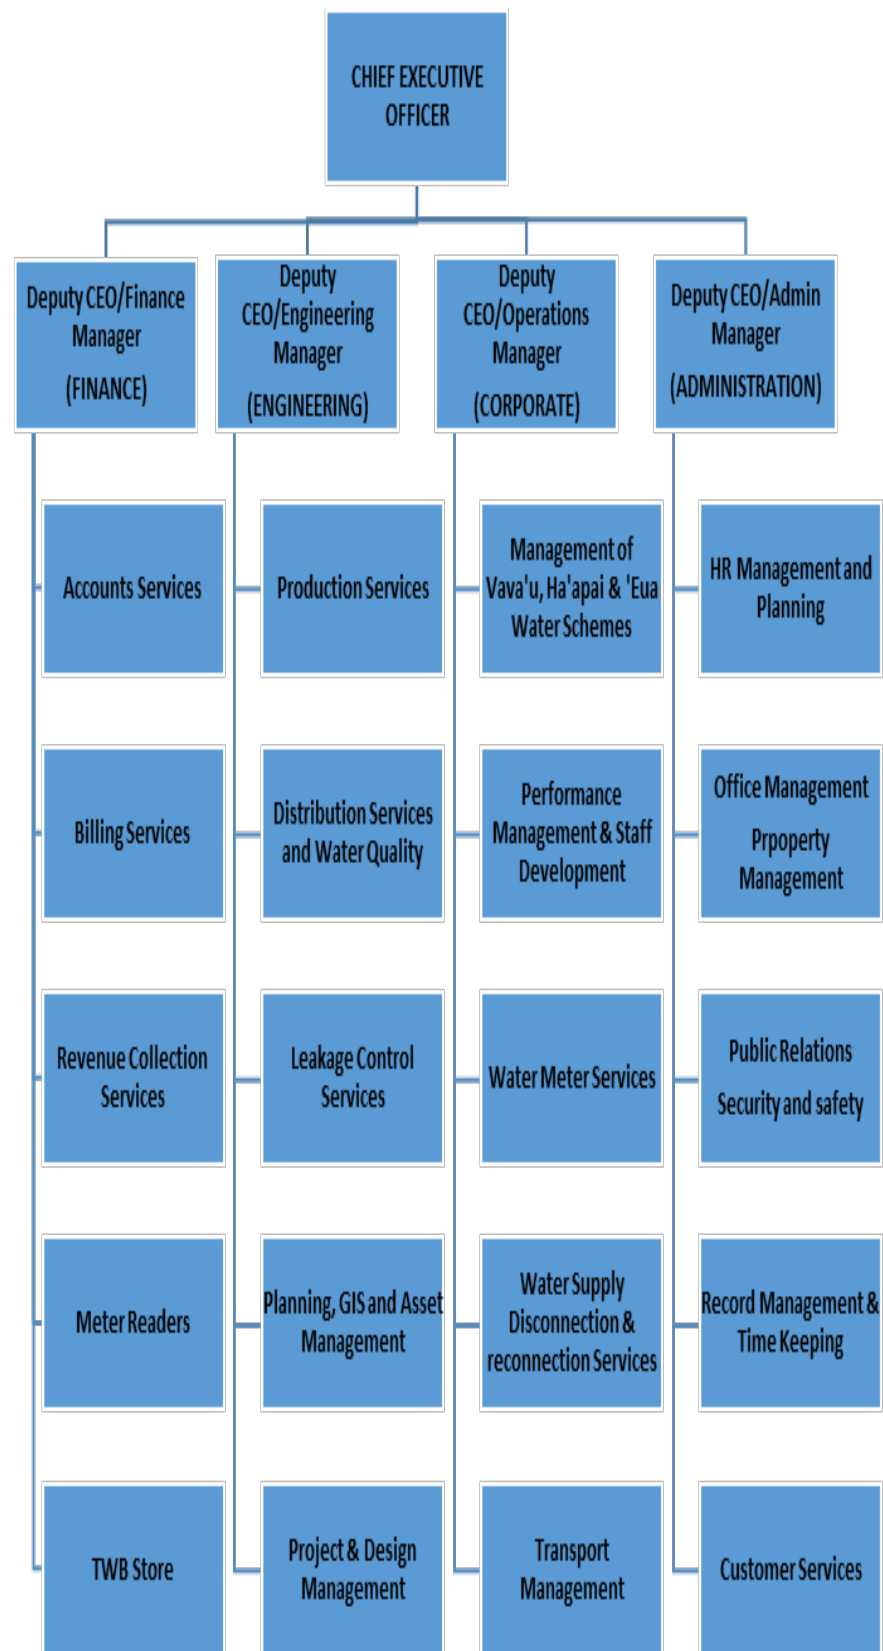 CHIEF EXECUTIVE
OFFICER
Deputy CEO/Finance
Manager
(FINANCE)
Deputy
CEO/Engineering
Manager
(ENGINEERING)
Deputy
CEO/Operations
Manager
(CORPORATE)
Deputy CEO/Admin
Manager
(ADMINISTRATION)
Accounts Services
Production Services
Management of
Vava'u, Ha'apai & 'Eua
Water Schemes
HR Management and
Planning
Billing Services
Distribution Services
and Water Quality
Performance
Management & Staff
Development
Office Management
Prpoperty
Management
Revenue Collection
Services
Leakage Control
Services
Water Meter Services
Public Relations
Security and safety
Meter Readers
Planning, GIS and Asset
Management
Water Supply
Disconnection &
reconnection Services
Record Management &
Time Keeping
TWB Store
Project & Design
Management
Transport
Management
Customer Services